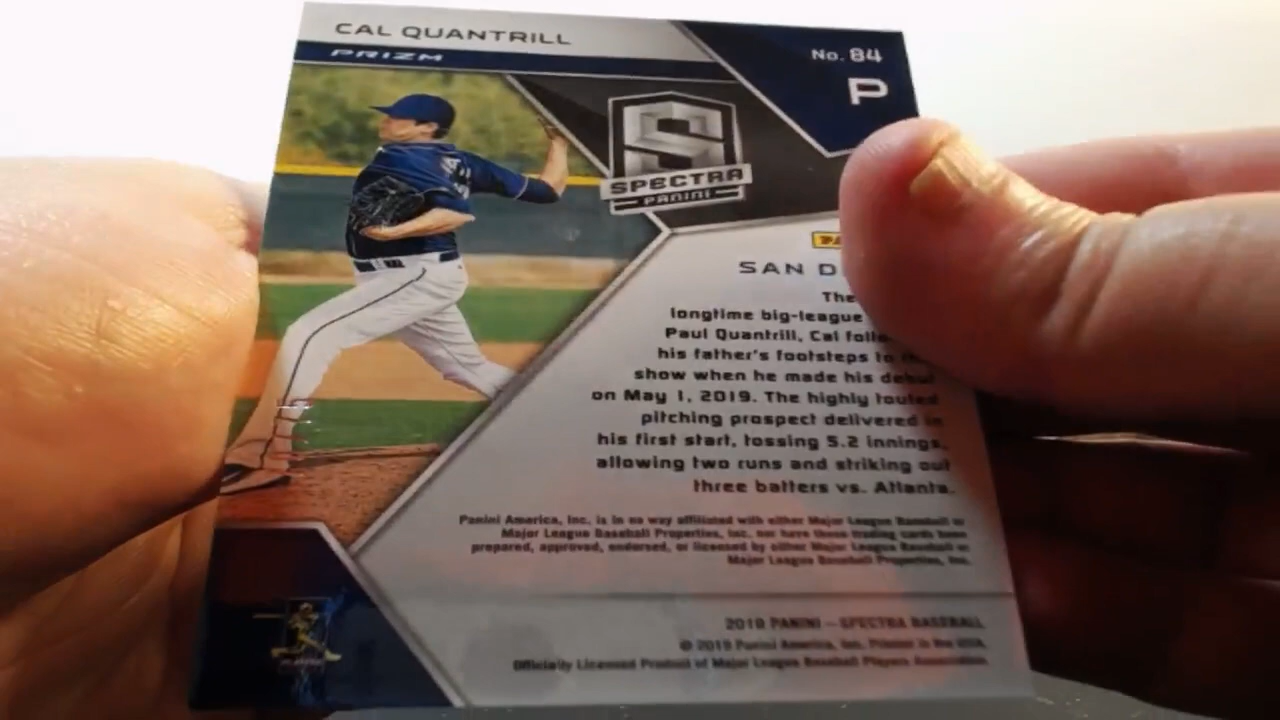 CAL QUANTRILL
PRIZM
No. 84
P
SPECTRA
PANINI
SAN D
The
longtime big-league
Paul Quantrill, Cal
his father's footsteps to
show when he made his debut
on May 1, 2019. The highly touted
pitching prospect delivered in
his first start, tossing 5.2 innings,
allowing two runs and striking out
three batters vs. Atlanta.
Panini America, Inc. is in no way affiliated with either Major League Baseball or
Major League Baseball Properties, Inc. nor have these trading cards been
prepared, approved, endorsed, or licensed by either Major League Baseball or
Major League Baseball Properties, Inc.
2019 PANINI – SPECTRA BASEBALL
© 2019 Panini America, Inc. Printed in the USA.
Officially Licensed Product of Major League Baseball Players Association